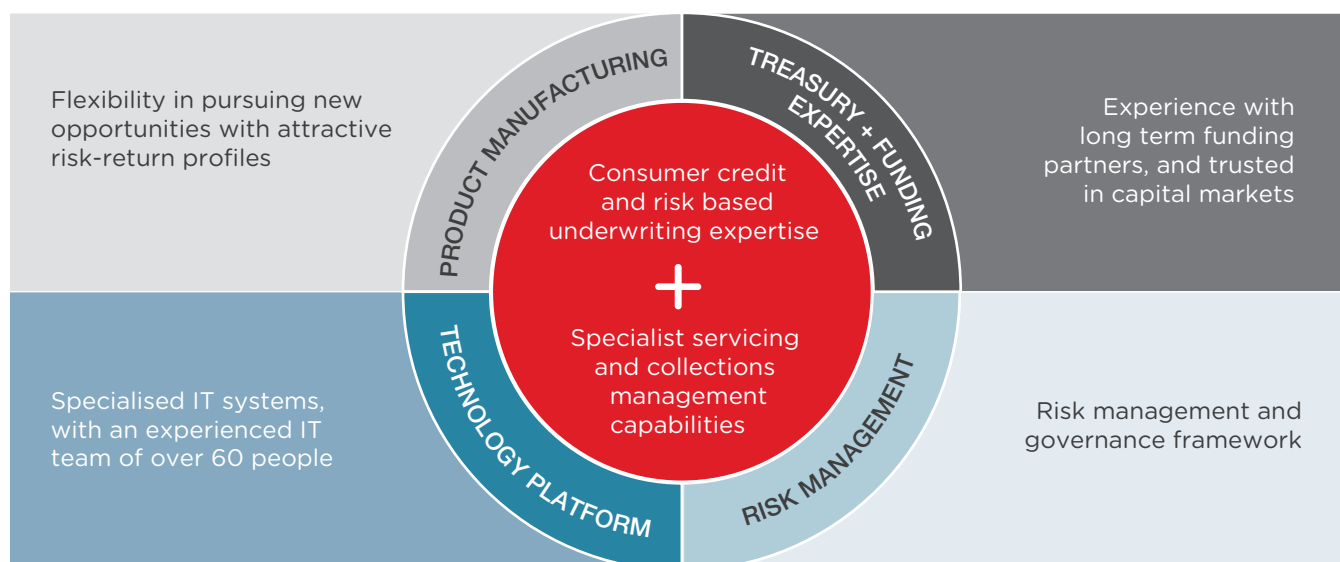 Flexibility in pursuing new
opportunities with attractive
risk-return profiles
PRODUCT MANUFACTURING
TREASURY + FUNDING
EXPERTISE
Experience with
long term funding
partners, and trusted
in capital markets
Consumer credit
and risk based
underwriting expertise
+
Specialist servicing
and collections
management
capabilities
Specialised IT systems,
with an experienced IT
team of over 60 people
TECHNOLOGY PLATFORM
RISK MANAGEMENT
Risk management and
governance framework